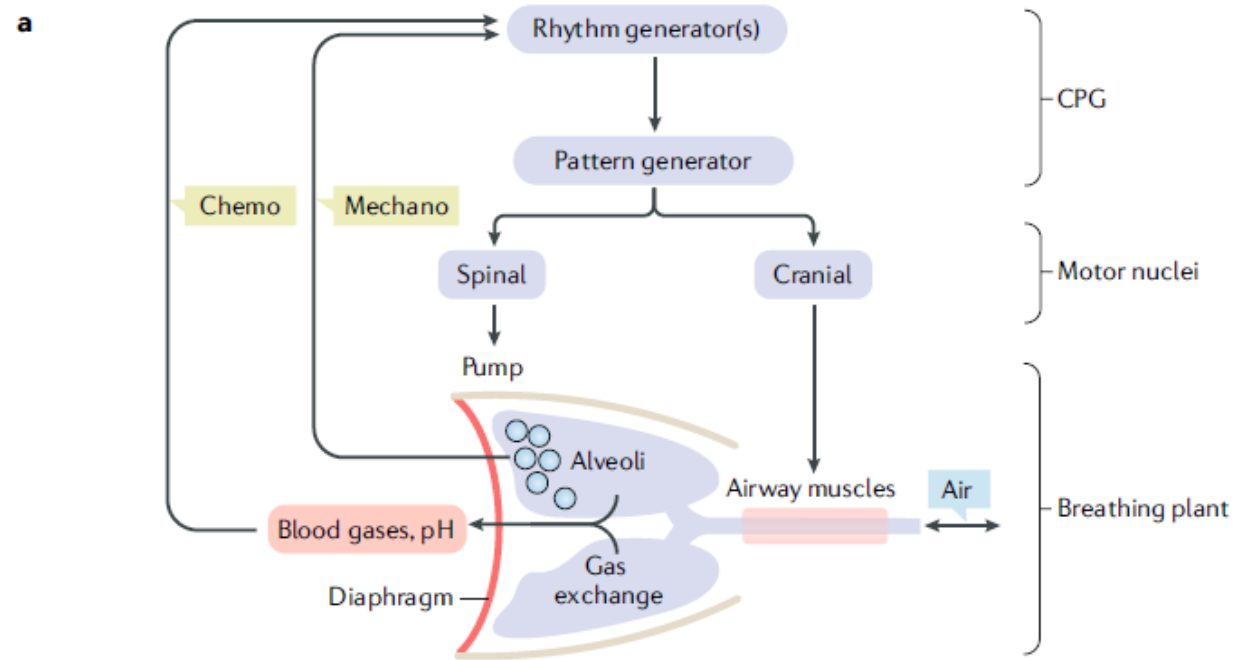 a
Rhythm generator(s)
CPG
Pattern generator
Chemo
Mechano
Spinal
Cranial
Motor nuclei
Pump
Alveoli
Airway muscles
Air
Breathing plant
Blood gases, pH
Gas
exchange
Diaphragm